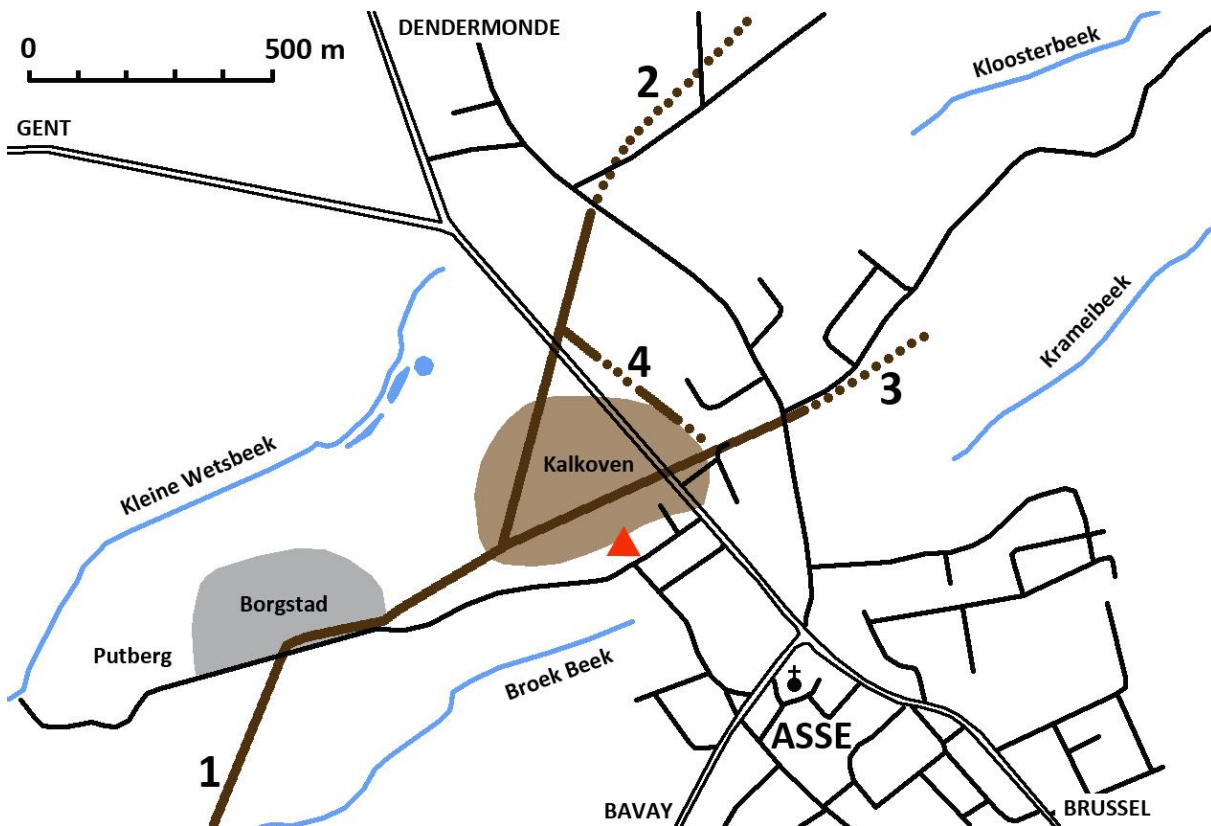 DENDERMONDE
0 500 m
2
Kloosterbeek
GENT
Krameibeek
4
3
Kleine Wetsbeek
Kalkoven
Borgstad
Putberg
Broek Beek
ASSE
1
BAVAY
BRUSSEL